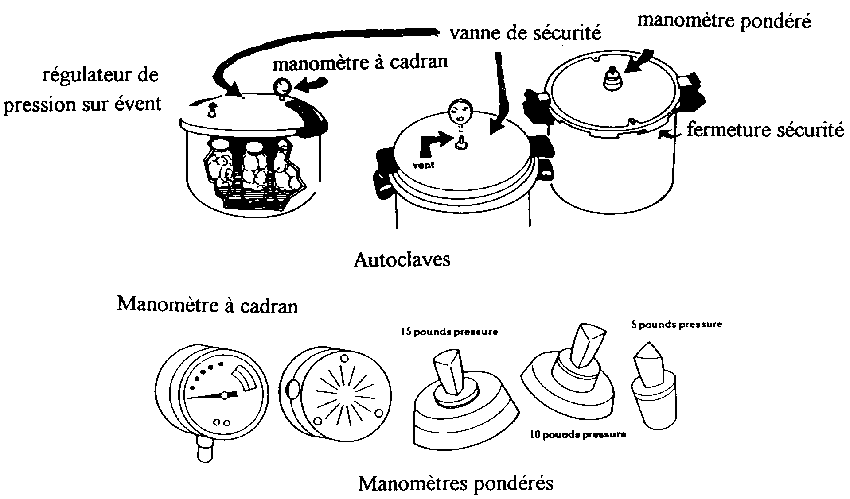 vanne de sécurité
manomètre pondéré
manomètre à cadran
régulateur de
pression sur évent
fermeture sécurité
vent
Autoclaves
Manomètre à cadran
15 pounds pressure
5 pounds pressure
10 pounds pressure
Manomètres pondérés